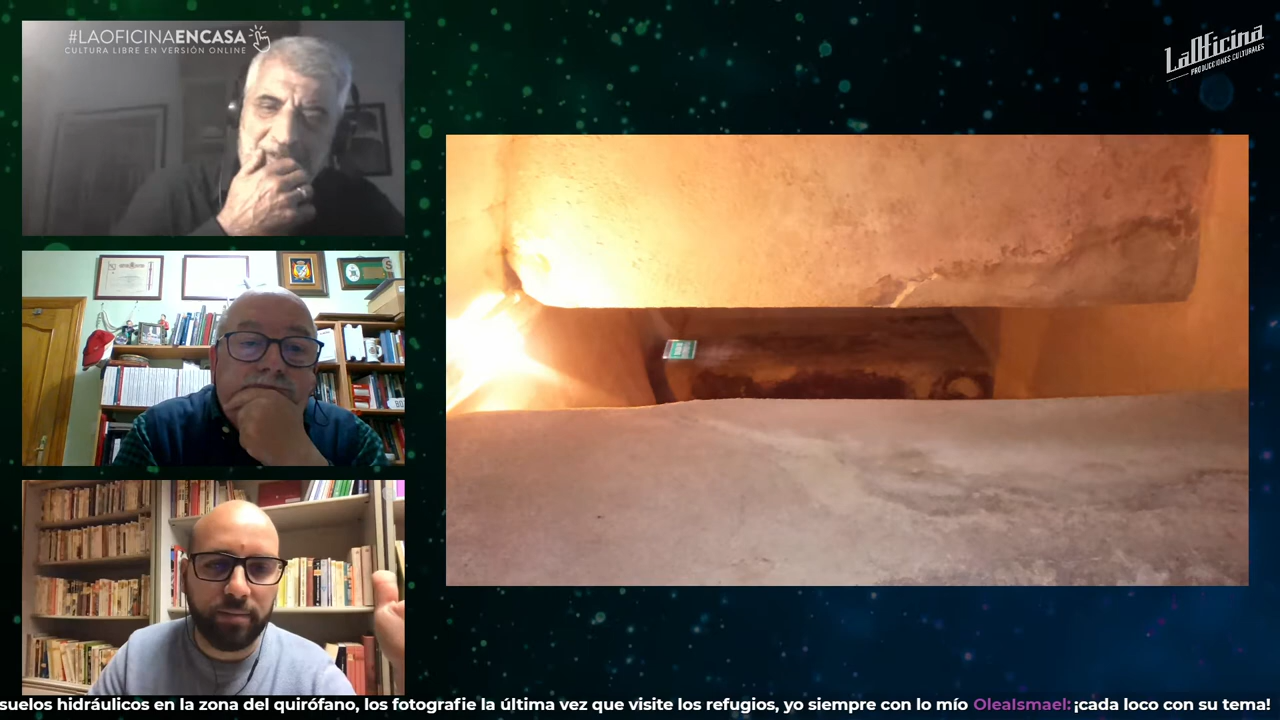 #LAOFICINAENCASA
CULTURA LIBRE EN VERSIÓN ONLINE
LaOficina
PRODUCCIONES CULTURALES
suelos hidráulicos en la zona del quirófano, los fotografie la última vez que visite los refugios, yo siempre con lo mío OleaIsmael: ¡cada loco con su tema!